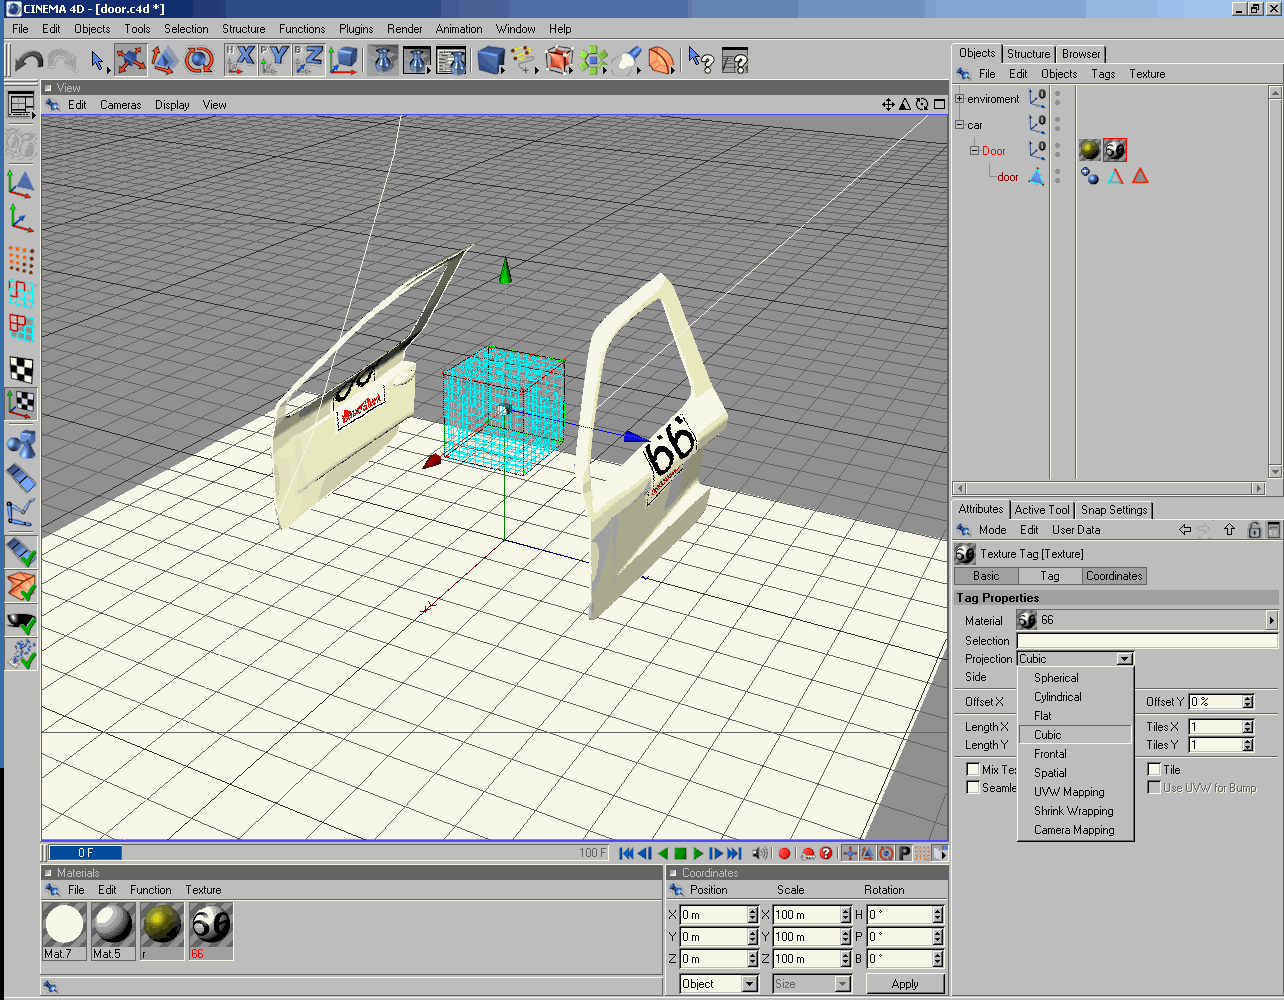 CINEMA 4D - [door.c4d *]
File Edit Objects Tools Selection Structure Functions Plugins Render Animation Window Help
X Y Z
Objects Structure Browser
File Edit Objects Tags Texture
View
Edit Cameras Display View
enviroment 0
car 0
Door 0
door
66
66
Attributes Active Tool Snap Settings
Mode Edit User Data
Texture Tag [Texture]
Basic Tag Coordinates
Tag Properties
Material 66
Selection
Projection Cubic
Side
Spherical
Cylindrical
Offset X Offset Y 0 %
Flat
Length X Tiles X 1
Cubic
Length Y Tiles Y 1
Frontal
Mix Te Tile
Spatial
Seamle Use UVW for Bump
UVW Mapping
Shrink Wrapping
Camera Mapping
0 F 100 F P
Materials
File Edit Function Texture
Mat.7 Mat.5 r 66
Coordinates
Position Scale Rotation
X 0 m X 100 m H 0 °
Y 0 m Y 100 m P 0 °
Z 0 m Z 100 m B 0 °
Object Size Apply